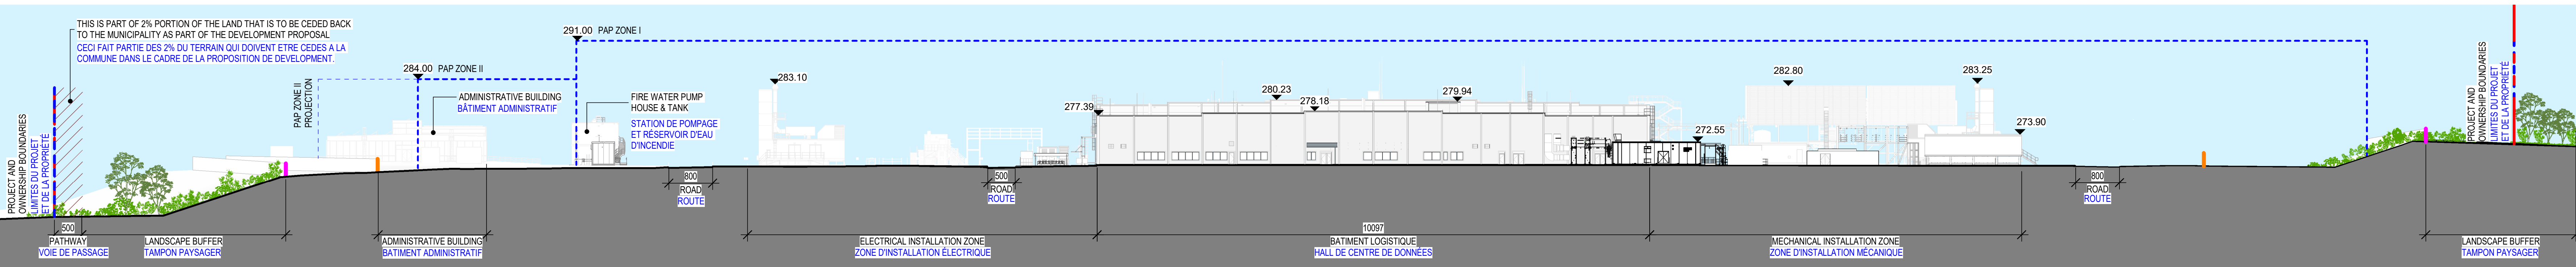 THIS IS PART OF 2% PORTION OF THE LAND THAT IS TO BE CEDED BACK
TO THE MUNICIPALITY AS PART OF THE DEVELOPMENT PROPOSAL
CECI FAIT PARTIE DES 2% DU TERRAIN QUI DOIVENT ETRE CEDES A LA
COMMUNE DANS LE CADRE DE LA PROPOSITION DE DEVELOPMENT.
PROJECT AND
OWNERSHIP BOUNDARIES
LIMITES DU PROJET
ET DE LA PROPRIÉTÉ
PAP ZONE II
PROJECTION
284.00 PAP ZONE II
291.00 PAP ZONE I
ADMINISTRATIVE BUILDING
BÂTIMENT ADMINISTRATIF
FIRE WATER PUMP
HOUSE & TANK
STATION DE POMPAGE
ET RÉSERVOIR D'EAU
D'INCENDIE
283.10
277.39
280.23
278.18
279.94
272.55
282.80
283.25
273.90
PROJECT AND
OWNERSHIP BOUNDARIES
LIMITES DU PROJET
ET DE LA PROPRIÉTÉ
500
PATHWAY
VOIE DE PASSAGE
LANDSCAPE BUFFER
TAMPON PAYSAGER
ADMINISTRATIVE BUILDING
BATIMENT ADMINISTRATIF
800
ROAD
ROUTE
500
ROAD
ROUTE
ELECTRICAL INSTALLATION ZONE
ZONE D'INSTALLATION ÉLECTRIQUE
10097
BATIMENT LOGISTIQUE
HALL DE CENTRE DE DONNÉES
MECHANICAL INSTALLATION ZONE
ZONE D'INSTALLATION MÉCANIQUE
800
ROAD
ROUTE
LANDSCAPE BUFFER
TAMPON PAYSAGER